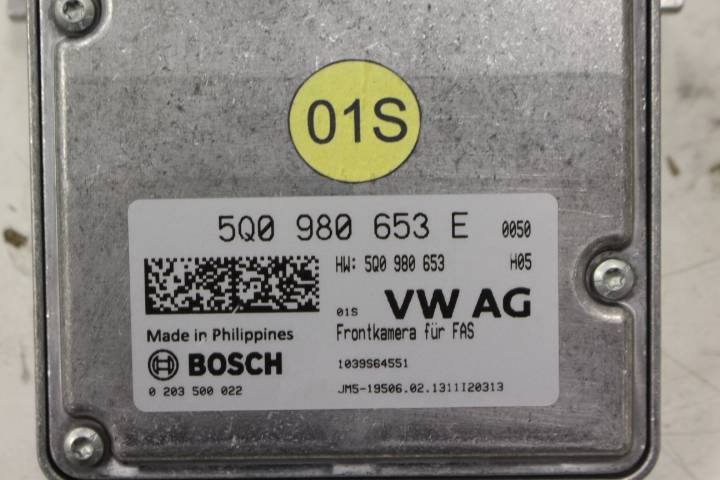 01S
5Q0 980 653 E 0050
HW: 5Q0 980 653 H05
01S VW AG
Made in Philippines Frontkamera für FAS
BOSCH 1039S64551
0 203 500 022 JM5-19506.02.1311120313